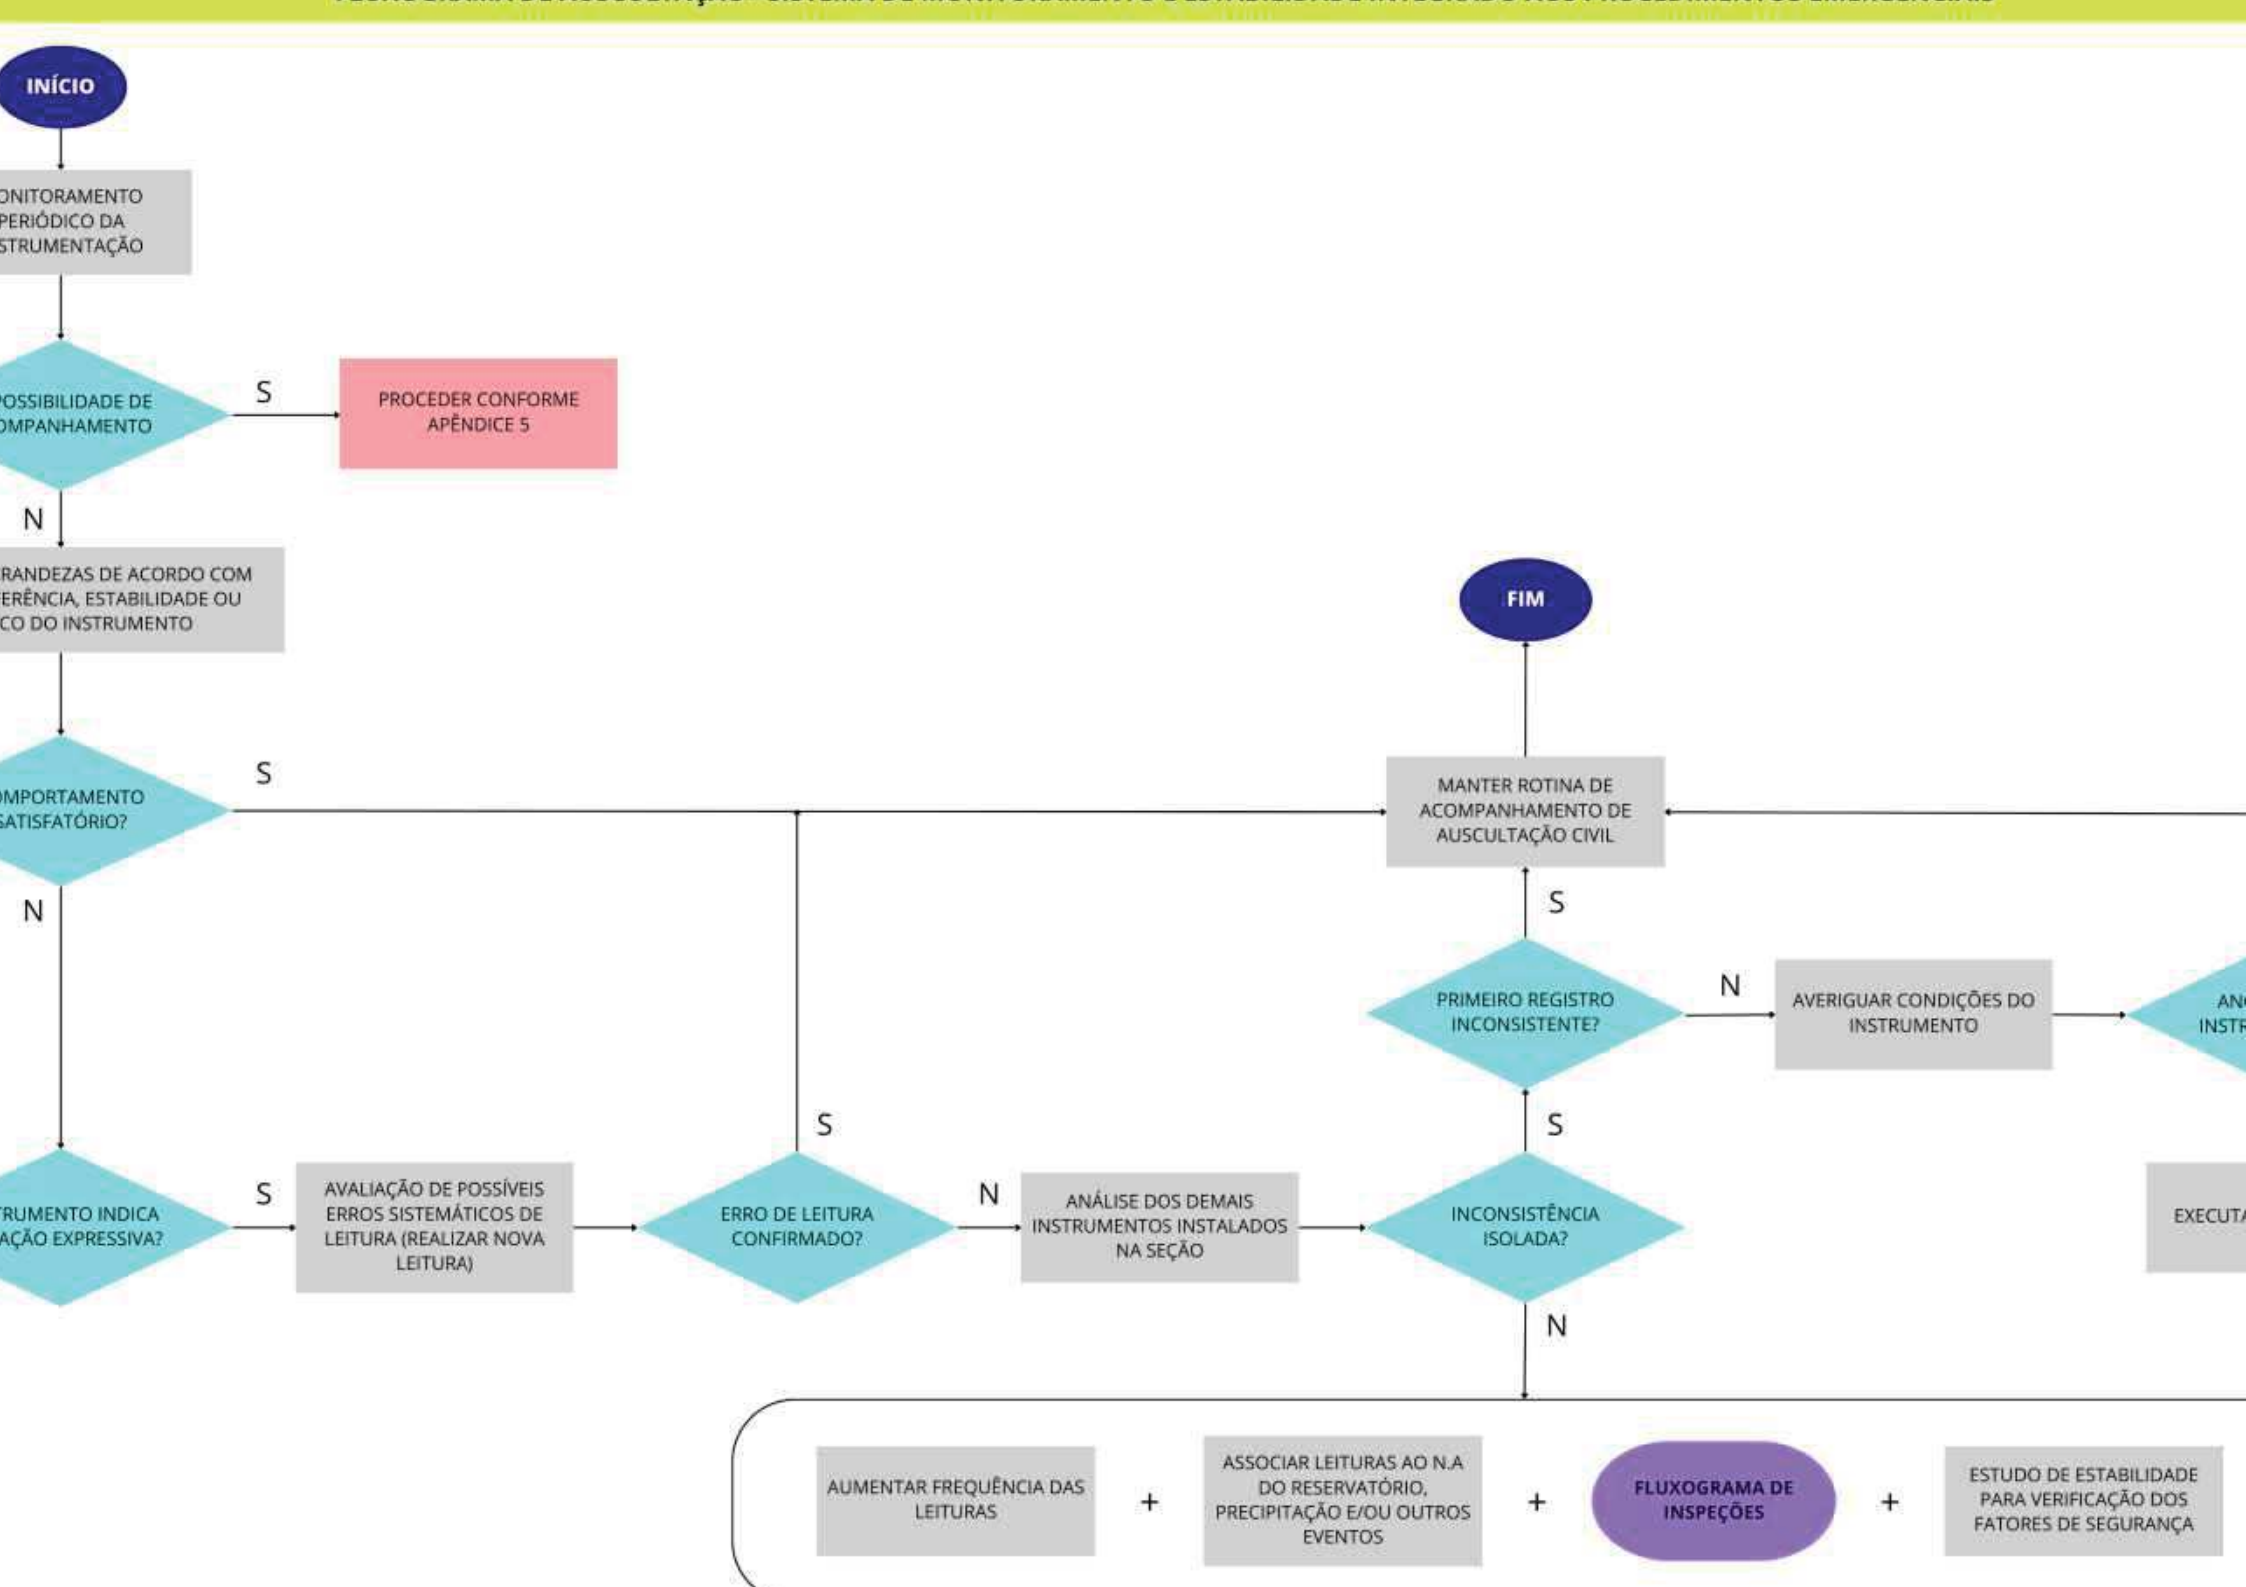 INÍCIO
ONITORAMENTO
PERIÓDICO DA
STRUMENTAÇÃO
POSSIBILIDADE DE
OMPANHAMENTO
S
PROCEDER CONFORME
APÊNDICE 5
N
RANDEZAS DE ACORDO COM
ERÊNCIA, ESTABILIDADE OU
CO DO INSTRUMENTO
FIM
OMPORTAMENTO
SATISFATÓRIO?
S
MANTER ROTINA DE
ACOMPANHAMENTO DE
AUSCULTAÇÃO CIVIL
N
S
PRIMEIRO REGISTRO
INCONSISTENTE?
N
AVERIGUAR CONDIÇÕES DO
INSTRUMENTO
AN
INSTR
S
S
TRUMENTO INDICA
AÇÃO EXPRESSIVA?
S
AVALIAÇÃO DE POSSÍVEIS
ERROS SISTEMÁTICOS DE
LEITURA (REALIZAR NOVA
LEITURA)
ERRO DE LEITURA
CONFIRMADO?
N
ANÁLISE DOS DEMAIS
INSTRUMENTOS INSTALADOS
NA SEÇÃO
INCONSISTÊNCIA
ISOLADA?
EXECUTA
N
AUMENTAR FREQUÊNCIA DAS
LEITURAS
+
ASSOCIAR LEITURAS AO N.A
DO RESERVATÓRIO,
PRECIPITAÇÃO E/OU OUTROS
EVENTOS
+
FLUXOGRAMA DE
INSPEÇÕES
+
ESTUDO DE ESTABILIDADE
PARA VERIFICAÇÃO DOS
FATORES DE SEGURANÇA